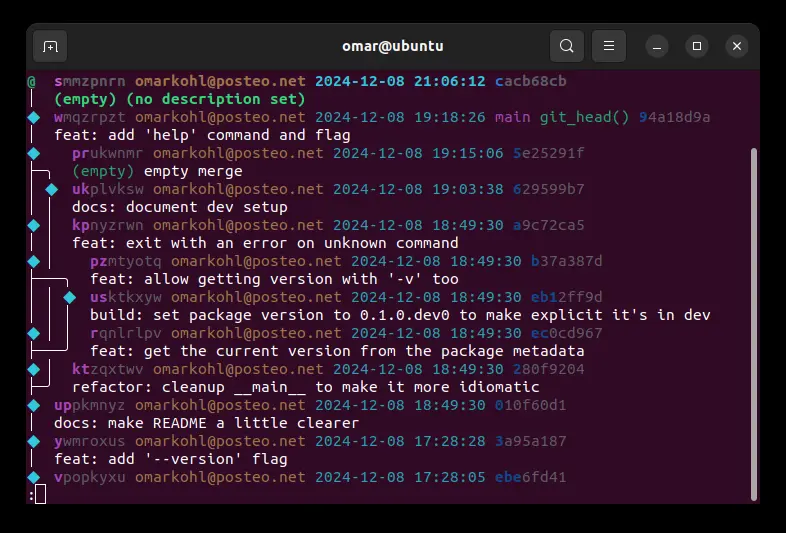 omar@ubuntu
@ smmzpnrn omarkohl@posteo.net 2024-12-08 21:06:12 cacb68cb
(empty) (no description set)
wmqzrpzt omarkohl@posteo.net 2024-12-08 19:18:26 main git_head() 94a18d9a
feat: add 'help' command and flag
prukwnmr omarkohl@posteo.net 2024-12-08 19:15:06 5e25291f
(empty) empty merge
ukplvksw omarkohl@posteo.net 2024-12-08 19:03:38 629599b7
docs: document dev setup
kpnyzrwn omarkohl@posteo.net 2024-12-08 18:49:30 a9c72ca5
feat: exit with an error on unknown command
pzmtyotq omarkohl@posteo.net 2024-12-08 18:49:30 b37a387d
feat: allow getting version with '-v' too
usktkxyw omarkohl@posteo.net 2024-12-08 18:49:30 eb12ff9d
build: set package version to 0.1.0.dev0 to make explicit it's in dev
rqnlrlpv omarkohl@posteo.net 2024-12-08 18:49:30 ec0cd967
feat: get the current version from the package metadata
ktzqxtwv omarkohl@posteo.net 2024-12-08 18:49:30 280f9204
refactor: cleanup __main__ to make it more idiomatic
uppkmnyz omarkohl@posteo.net 2024-12-08 18:49:30 010f60d1
docs: make README a little clearer
ywmroxus omarkohl@posteo.net 2024-12-08 17:28:28 3a95a187
feat: add '--version' flag
vpopkyxu omarkohl@posteo.net 2024-12-08 17:28:05 ebe6fd41
: